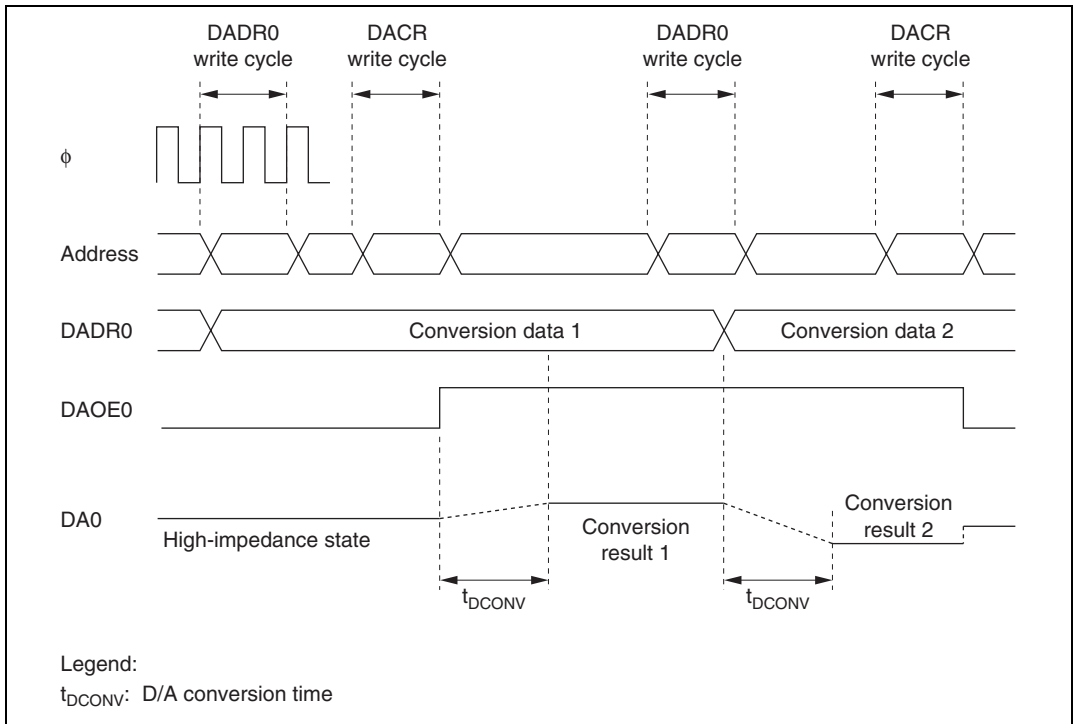 DADR0
write cycle
DACR
write cycle
DADR0
write cycle
DACR
write cycle
ϕ
Address
DADR0
Conversion data 1
Conversion data 2
DAOE0
DA0
High-impedance state
Conversion
result 1
Conversion
result 2
tDCONV
tDCONV
Legend:
tDCONV: D/A conversion time